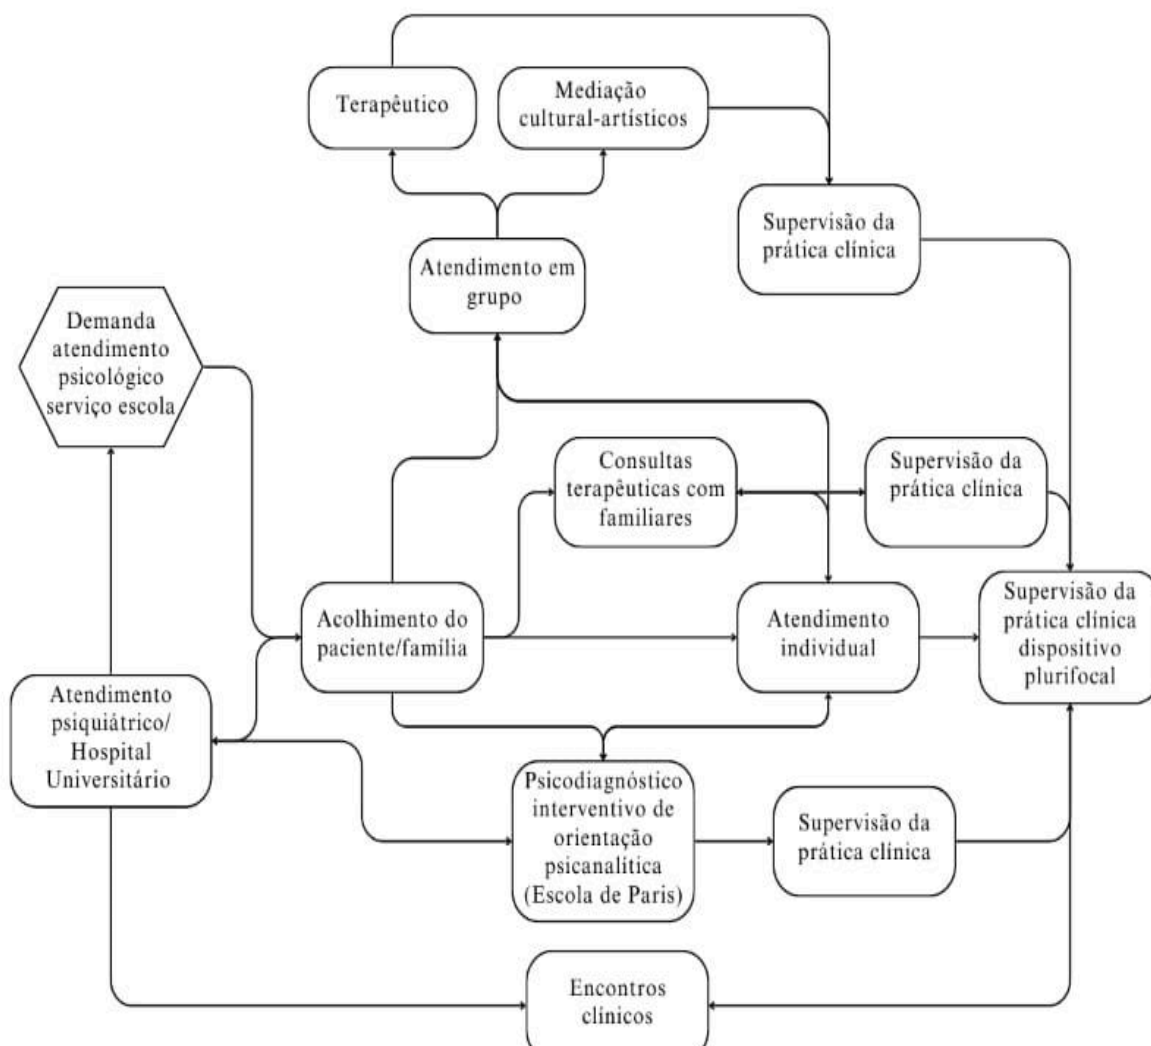 Terapêutico
Mediação
cultural-artísticos
Supervisão da
prática clínica
Atendimento em
grupo
Demanda
atendimento
psicológico
serviço escola
Consultas
terapêuticas com
familiares
Supervisão da
prática clínica
Acolhimento do
paciente/família
Atendimento
individual
Supervisão da
prática clínica
dispositivo
plurifocal
Atendimento
psiquiátrico/
Hospital
Universitário
Psicodiagnóstico
interventivo de
orientação
psicanalítica
(Escola de Paris)
Supervisão da
prática clínica
Encontros
clínicos